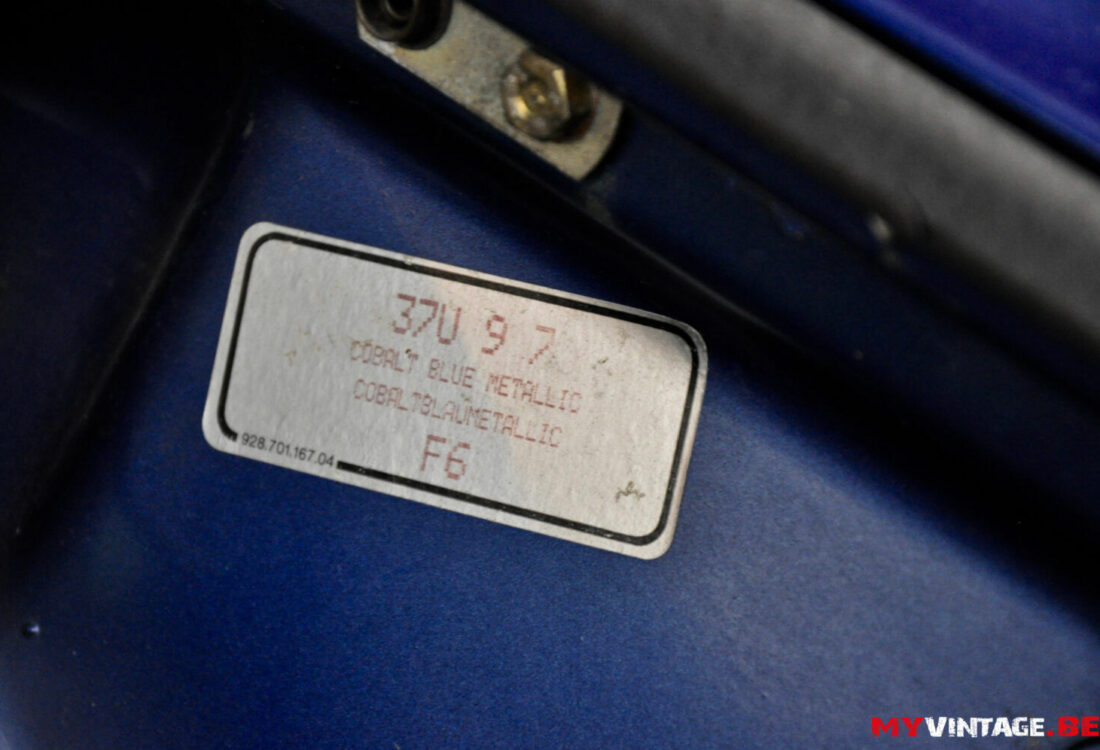 37U 9 7
COBALT BLUE METALLIC
COBALTBLAUMETALLIC
F6
928.701.167.04
MYVINTAGE.BE